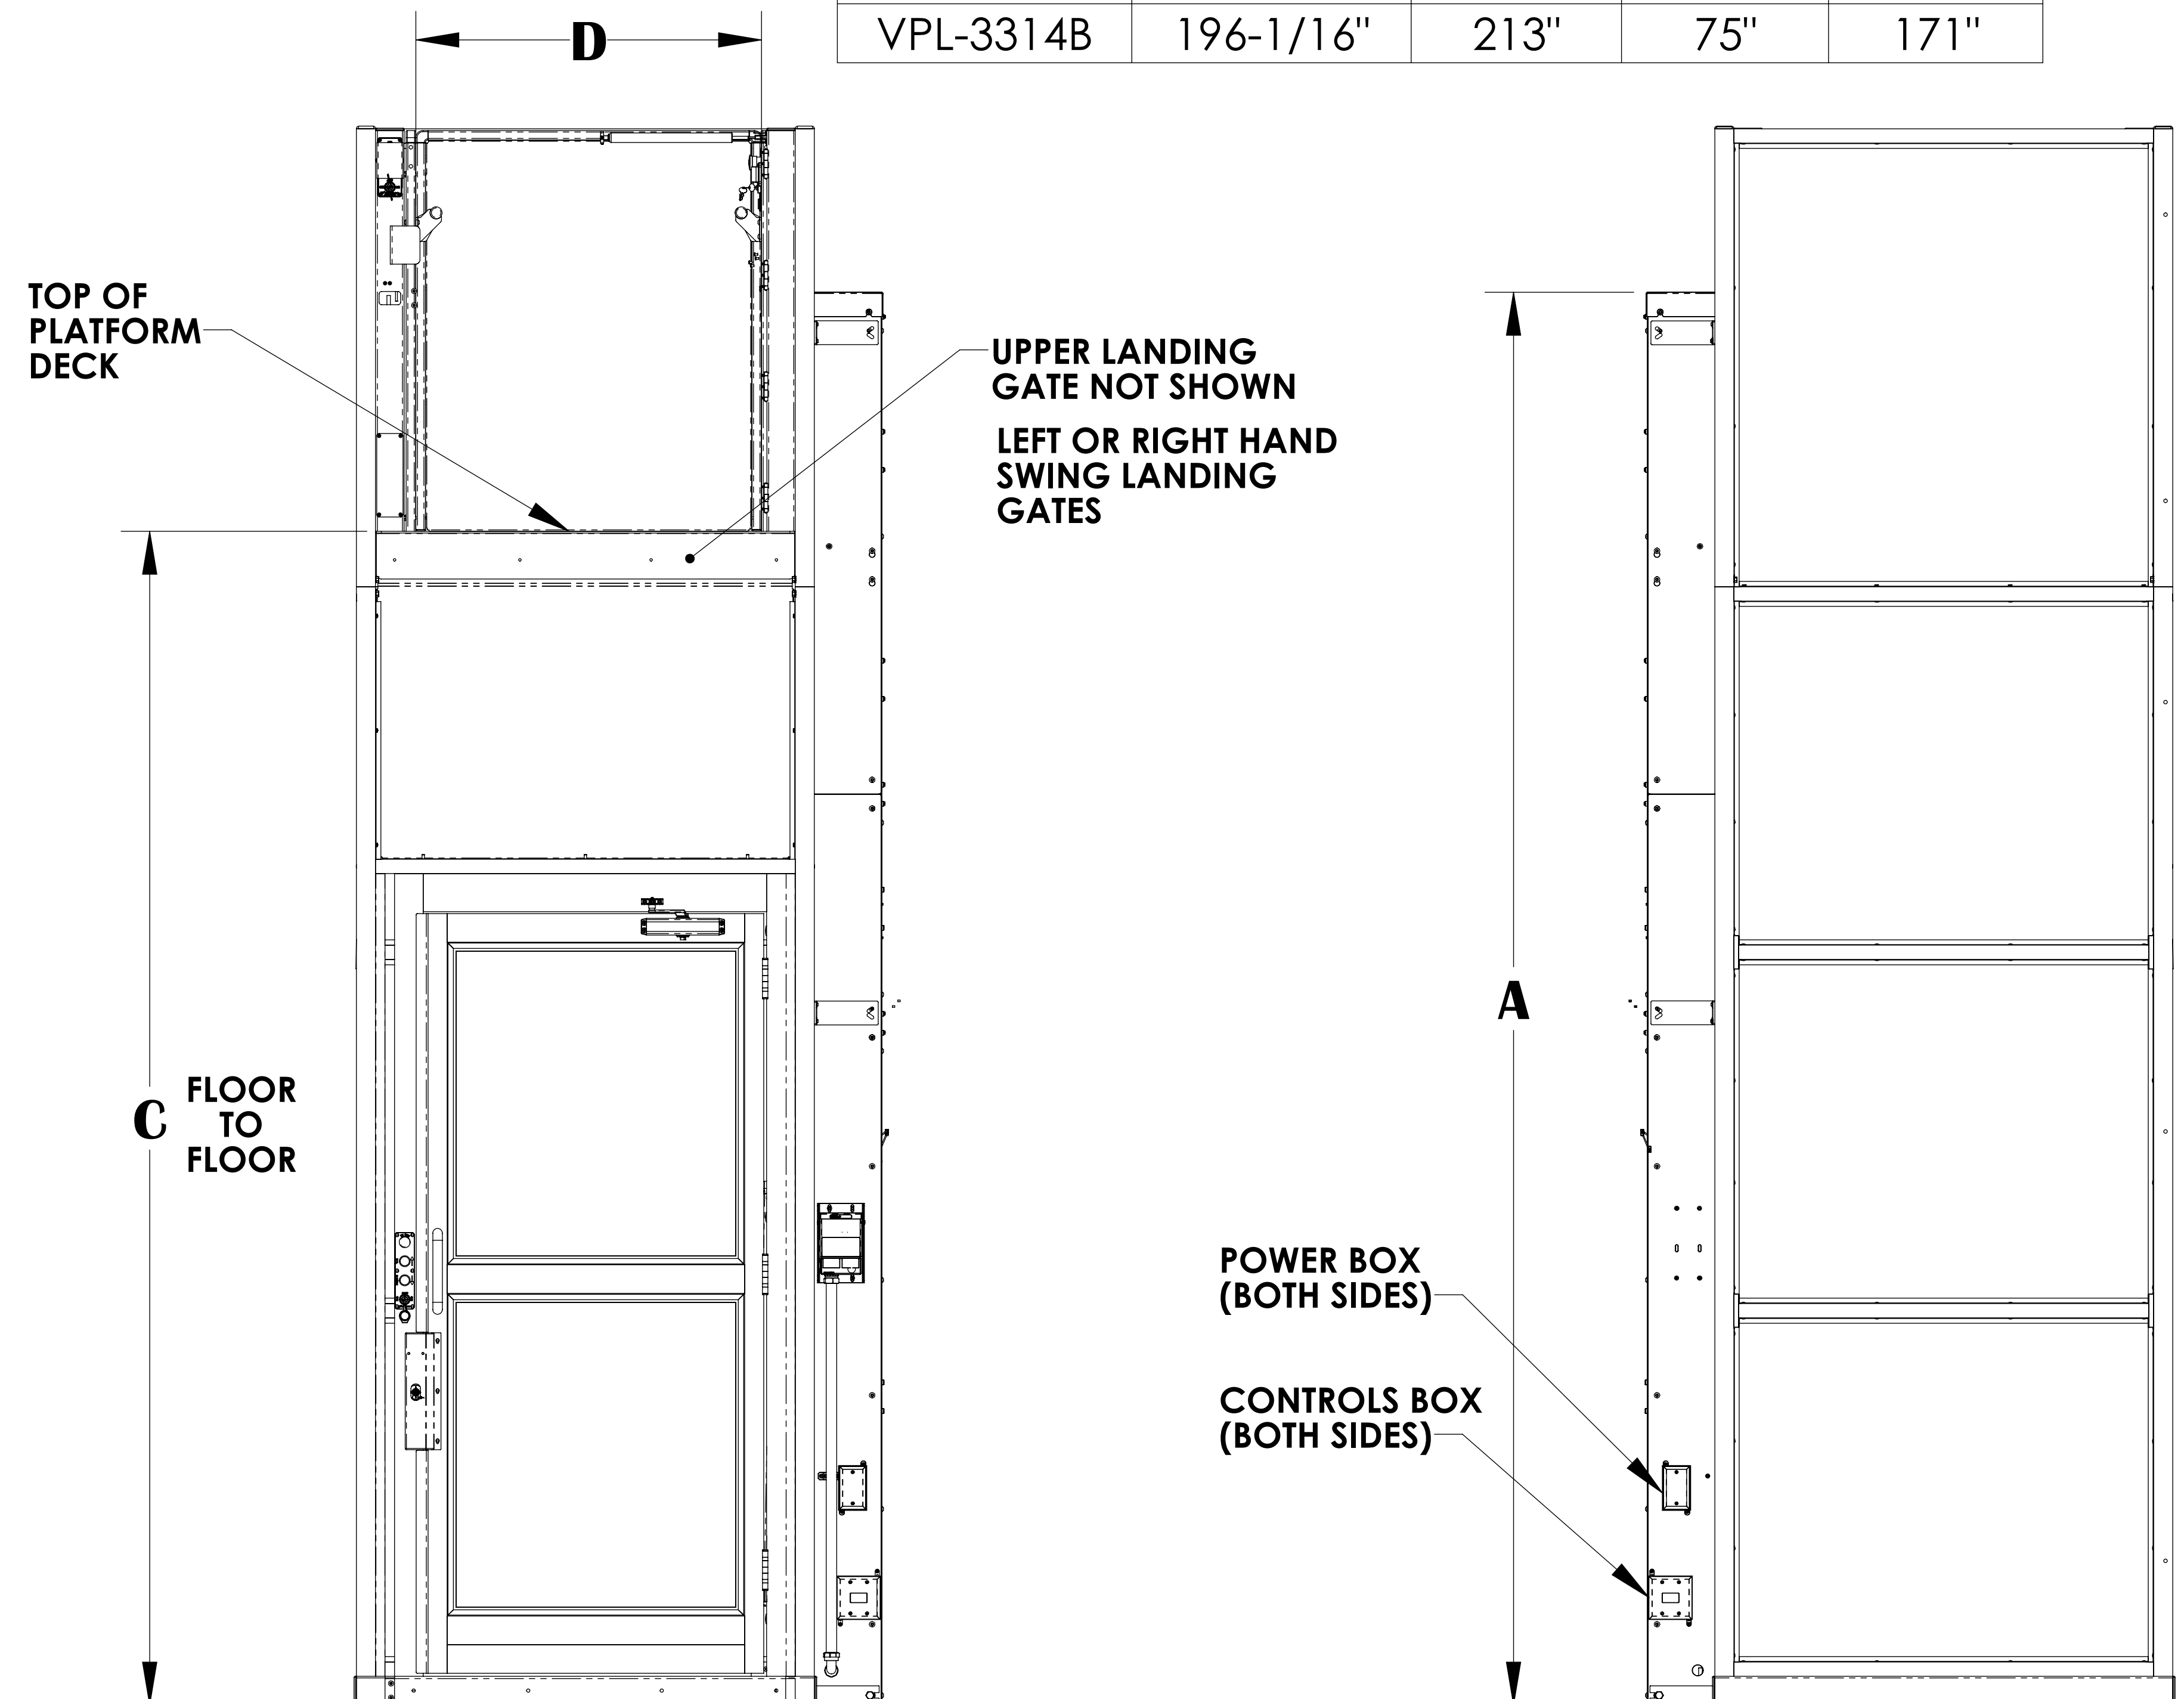 VPL-3314B 196-1/16" 213" 75" 171"
D
TOP OF
PLATFORM
DECK
UPPER LANDING
GATE NOT SHOWN
LEFT OR RIGHT HAND
SWING LANDING
GATES
A
C
FLOOR
TO
FLOOR
POWER BOX
(BOTH SIDES)
CONTROLS BOX
(BOTH SIDES)